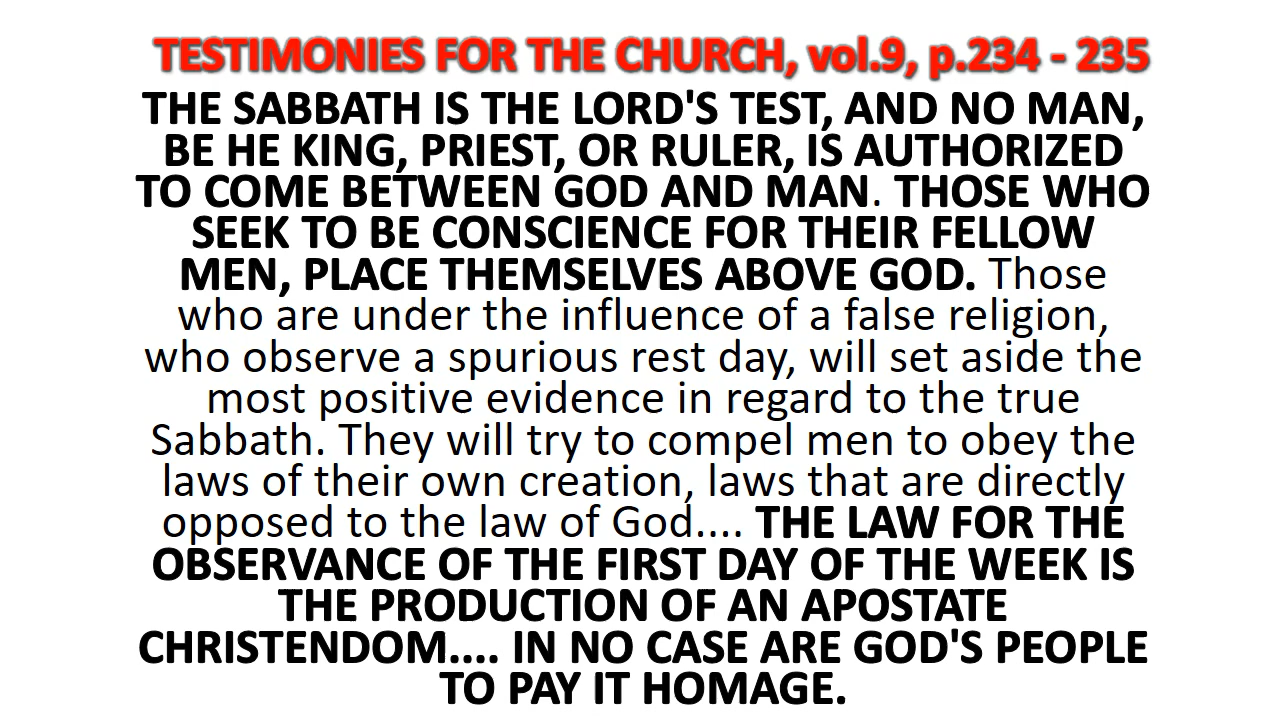 TESTIMONIES FOR THE CHURCH, vol.9, p.234 - 235
THE SABBATH IS THE LORD'S TEST, AND NO MAN,
BE HE KING, PRIEST, OR RULER, IS AUTHORIZED
TO COME BETWEEN GOD AND MAN. THOSE WHO
SEEK TO BE CONSCIENCE FOR THEIR FELLOW
MEN, PLACE THEMSELVES ABOVE GOD. Those
who are under the influence of a false religion,
who observe a spurious rest day, will set aside the
most positive evidence in regard to the true
Sabbath. They will try to compel men to obey the
laws of their own creation, laws that are directly
opposed to the law of God.... THE LAW FOR THE
OBSERVANCE OF THE FIRST DAY OF THE WEEK IS
THE PRODUCTION OF AN APOSTATE
CHRISTENDOM.... IN NO CASE ARE GOD'S PEOPLE
TO PAY IT HOMAGE.